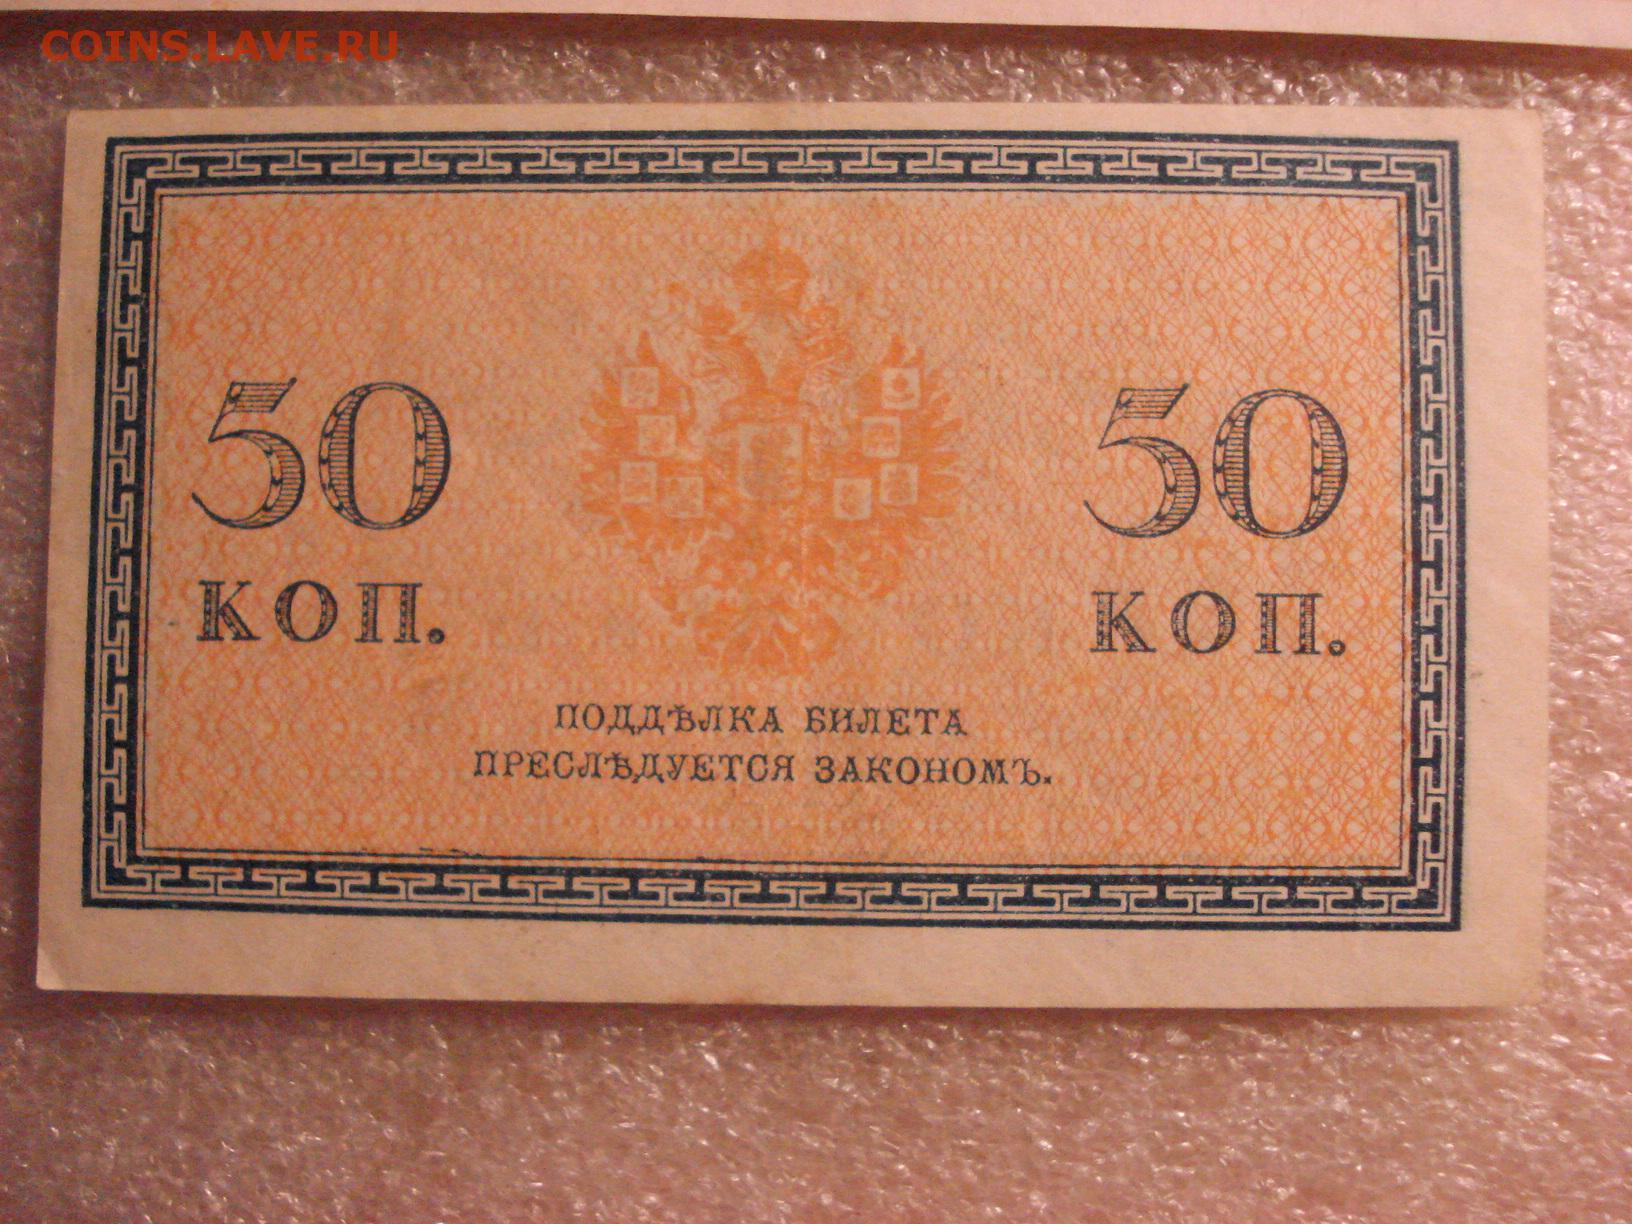 COINS.LAVE.RU
50
КОП.
50
КОП.
ПОДДѢЛКА БИЛЕТА
ПРЕСЛѢДУЕТСЯ ЗАКОНОМЪ.